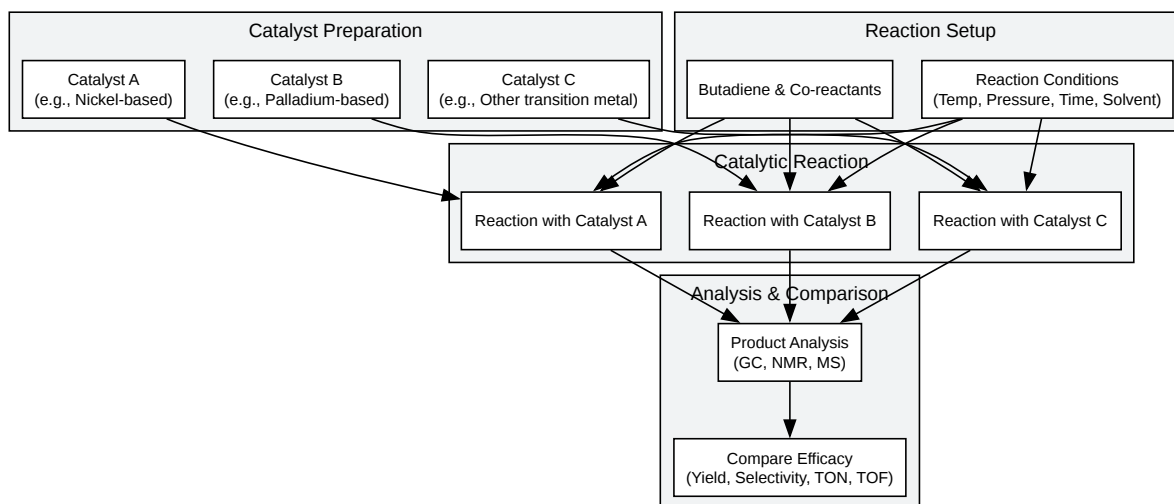 Catalyst Preparation
Reaction Setup
Catalyst A
(e.g., Nickel-based)
Catalyst B
(e.g., Palladium-based)
Catalyst C
(e.g., Other transition metal)
Butadiene & Co-reactants
Reaction Conditions
(Temp, Pressure, Time, Solvent)
Catalytic Reaction
Reaction with Catalyst A
Reaction with Catalyst B
Reaction with Catalyst C
Analysis & Comparison
Product Analysis
(GC, NMR, MS)
Compare Efficacy
(Yield, Selectivity, TON, TOF)